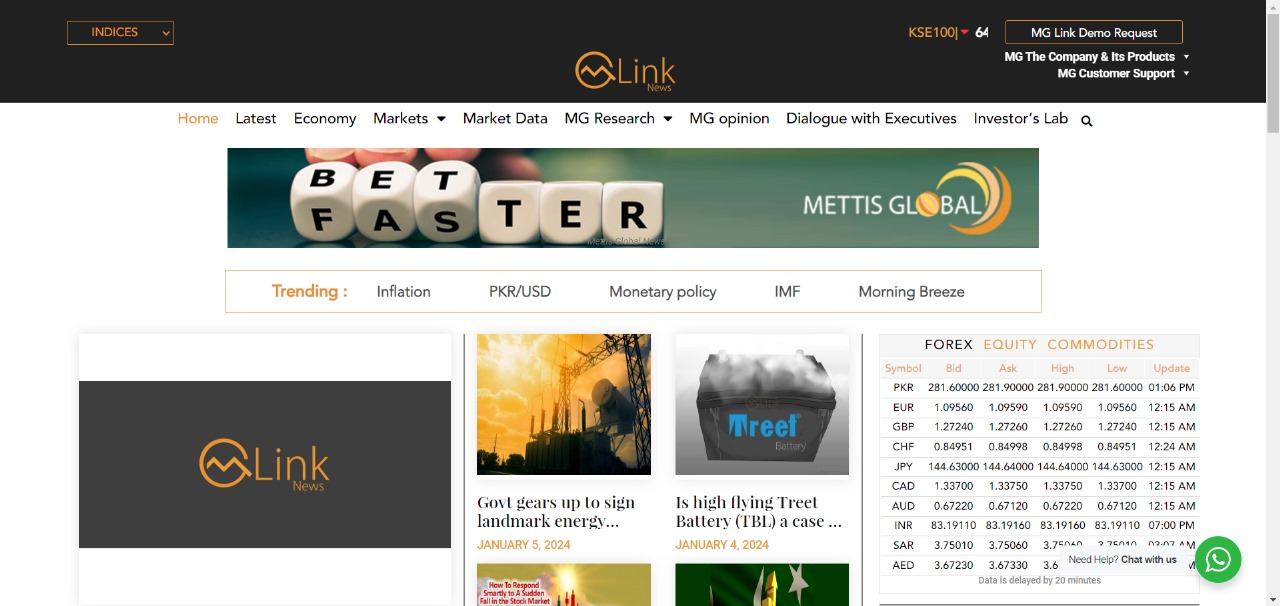 INDICES
KSE100| 64
MG Link Demo Request
MG The Company & Its Products
MG Customer Support
Link
News
Home Latest Economy Markets Market Data MG Research MG opinion Dialogue with Executives Investor's Lab
BET
FASTER
METTIS GLOBAL
Mettis Global News
Trending : Inflation PKR/USD Monetary policy IMF Morning Breeze
Link
News
Treet
Battery
Govt gears up to sign
landmark energy...
JANUARY 5, 2024
Is high flying Treet
Battery (TBL) a case ...
JANUARY 4, 2024
How To Respond
Smartly to A Sudden
Fall in the Stock Market
FOREX EQUITY COMMODITIES
Symbol Bid Ask High Low Update
PKR 281.60000 281.90000 281.90000 281.60000 01:06 PM
EUR 1.09560 1.09590 1.09590 1.09560 12:15 AM
GBP 1.27240 1.27260 1.27260 1.27240 12:15 AM
CHF 0.84951 0.84998 0.84998 0.84951 12:24 AM
JPY 144.63000 144.64000 144.64000 144.63000 12:15 AM
CAD 1.33700 1.33750 1.33750 1.33700 12:15 AM
AUD 0.67220 0.67120 0.67220 0.67120 12:15 AM
INR 83.19110 83.19160 83.19160 83.19110 07:00 PM
SAR 3.75010 3.75060 3.75060 3.75010 03:07 AM
AED 3.67230 3.67330 3.6
Need Help? Chat with us
Data is delayed by 20 minutes